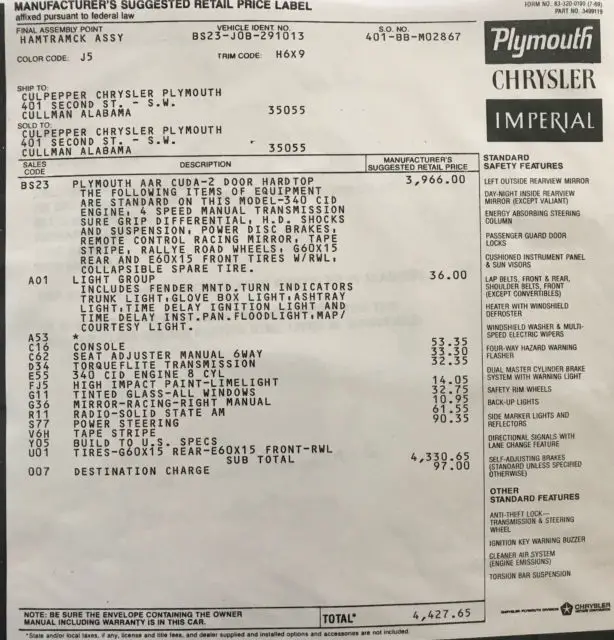 MANUFACTURER'S SUGGESTED RETAIL PRICE LABEL
affixed pursuant to federal law
FORM NO. 83-320-0190 (7-69)
PART NO. 3499119
FINAL ASSEMBLY POINT
HAMTRAMCK ASSY
VEHICLE IDENT. NO.
BS23-J0B-291013
S.O. NO.
401-BB-M02867
COLOR CODE: J5
TRIM CODE: H6X9
Plymouth
CHRYSLER
IMPERIAL
SHIP TO:
CULPEPPER CHRYSLER PLYMOUTH
401 SECOND ST. - S.W.
CULLMAN ALABAMA 35055
SOLD TO:
CULPEPPER CHRYSLER PLYMOUTH
401 SECOND ST. - S.W.
CULLMAN ALABAMA 35055
SALES CODE DESCRIPTION MANUFACTURER'S SUGGESTED RETAIL PRICE
BS23 PLYMOUTH AAR CUDA-2 DOOR HARDTOP 3,966.00
THE FOLLOWING ITEMS OF EQUIPMENT
ARE STANDARD ON THIS MODEL-340 CID
ENGINE, 4 SPEED MANUAL TRANSMISSION
SURE GRIP DIFFERENTIAL, H.D. SHOCKS
AND SUSPENSION, POWER DISC BRAKES,
REMOTE CONTROL RACING MIRROR, TAPE
STRIPE, RALLYE ROAD WHEELS, G60X15
REAR AND E60X15 FRONT TIRES W/RWL,
COLLAPSIBLE SPARE TIRE.
A01 LIGHT GROUP 36.00
INCLUDES FENDER MNTD.TURN INDICATORS
TRUNK LIGHT,GLOVE BOX LIGHT,ASHTRAY
LIGHT,TIME DELAY IGNITION LIGHT AND
TIME DELAY INST.PAN.FLOODLIGHT,MAP/
COURTESY LIGHT.
A53 *
C16 CONSOLE 53.35
C62 SEAT ADJUSTER MANUAL 6WAY 33.30
D34 TORQUEFLITE TRANSMISSION 32.35
E55 340 CID ENGINE 8 CYL
FJ5 HIGH IMPACT PAINT-LIMELIGHT 14.05
G11 TINTED GLASS-ALL WINDOWS 32.75
G36 MIRROR-RACING-RIGHT MANUAL 10.95
R11 RADIO-SOLID STATE AM 61.55
S77 POWER STEERING 90.35
V6H TAPE STRIPE
Y05 BUILD TO U.S. SPECS
U01 TIRES-G60X15 REAR-E60X15 FRONT-RWL
SUB TOTAL 4,330.65
007 DESTINATION CHARGE 97.00
STANDARD
SAFETY FEATURES
LEFT OUTSIDE REARVIEW MIRROR
DAY-NIGHT INSIDE REARVIEW
MIRROR (EXCEPT VALIANT)
ENERGY ABSORBING STEERING
COLUMN
PASSENGER GUARD DOOR
LOCKS
CUSHIONED INSTRUMENT PANEL
& SUN VISORS
LAP BELTS, FRONT & REAR,
SHOULDER BELTS, FRONT
(EXCEPT CONVERTIBLES)
HEATER WITH WINDSHIELD
DEFROSTER
WINDSHIELD WASHER & MULTI-
SPEED ELECTRIC WIPERS
FOUR-WAY HAZARD WARNING
FLASHER
DUAL MASTER CYLINDER BRAKE
SYSTEM WITH WARNING LIGHT
SAFETY RIM WHEELS
BACK-UP LIGHTS
SIDE MARKER LIGHTS AND
REFLECTORS
DIRECTIONAL SIGNALS WITH
LANE CHANGE FEATURE
SELF-ADJUSTING BRAKES
(STANDARD UNLESS SPECIFIED
OTHERWISE)
OTHER
STANDARD FEATURES
ANTI-THEFT LOCK—
TRANSMISSION & STEERING
WHEEL
IGNITION KEY WARNING BUZZER
CLEANER AIR SYSTEM
(ENGINE EMISSIONS)
TORSION BAR SUSPENSION
CHRYSLER-PLYMOUTH DIVISION CHRYSLER MOTORS CORPORATION
NOTE: BE SURE THE ENVELOPE CONTAINING THE OWNER
MANUAL INCLUDING WARRANTY IS IN THIS CAR.
TOTAL* 4,427.65
*State and/or local taxes, if any, license and title fees, and dealer supplied and installed options and accessories are not included.